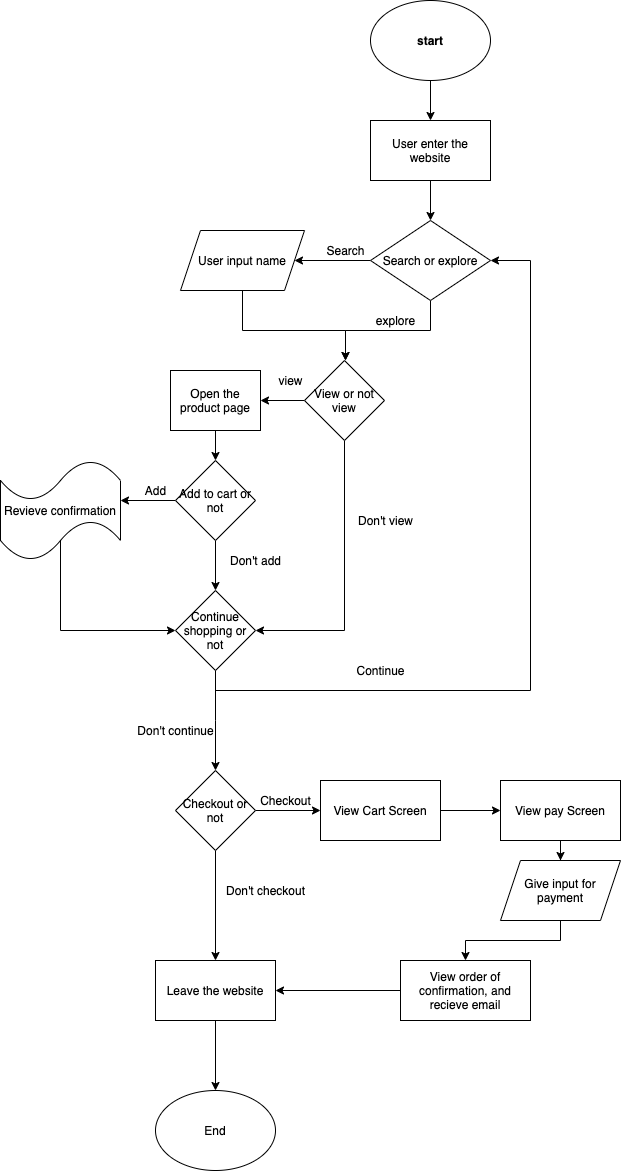 start
User enter the
website
Search
User input name
Search or explore
explore
view
View or not
view
Open the
product page
Add
Add to cart or
not
Revieve confirmation
Don't view
Don't add
Continue
shopping or
not
Continue
Don't continue
Checkout or
not
Checkout
View Cart Screen
View pay Screen
Don't checkout
Give input for
payment
Leave the website
View order of
confirmation, and
recieve email
End